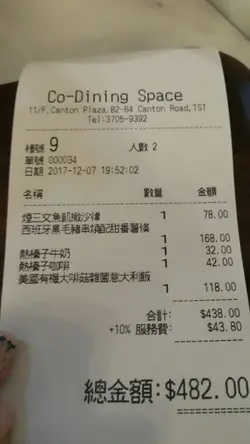 Co-Dining Space
11/F,Canton Plaza,82-84 Canton Road,TST
Tel:3705-9392
檯號 9 人數 2
單號 000034
日期 2017-12-07 19:52:02
名稱 數量 金額
煙三文魚凱撒沙律 1 78.00
西班牙黑毛豬串燒配甜番薯條
1 168.00
熱榛子牛奶 1 32.00
熱榛子咖啡 1 42.00
美國有機大啡菇雜菌意大利飯
1 118.00
合計: $438.00
+10% 服務費: $43.80
總金額:$482.00